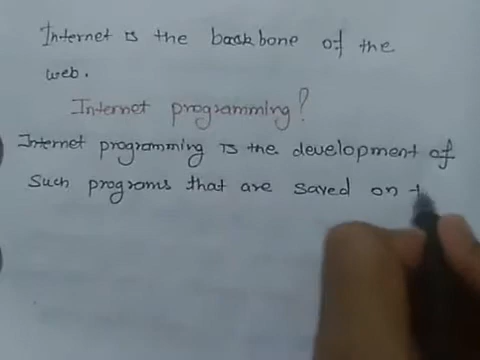 Internet is the backbone of the
web.
Internet programming?
Internet programming is the development of
Such programs that are saved on t